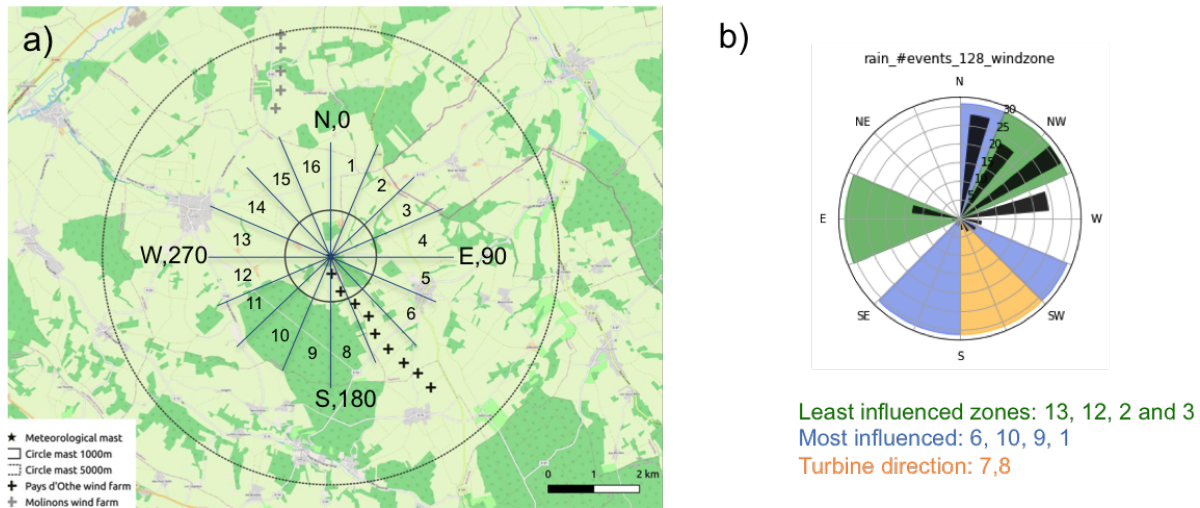 a)
N,0
16
1
15
2
14
3
13
4
W,270
E,90
12
5
11
6
10
9
8
S,180
★ Meteorological mast
Circle mast 1000m
Circle mast 5000m
+ Pays d'Othe wind farm
+ Molinons wind farm
0 1 2 km
b)
rain_#events_128_windzone
N
NE
NW
30
25
20
15
10
5
E
W
SE
SW
S
Least influenced zones: 13, 12, 2 and 3
Most influenced: 6, 10, 9, 1
Turbine direction: 7,8